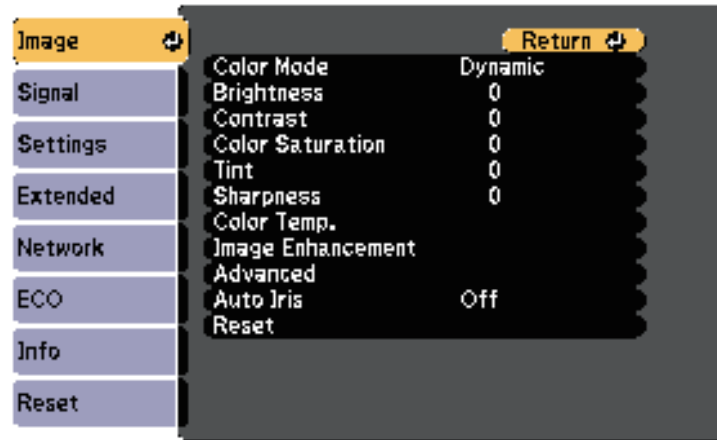 Image
Signal
Settings
Extended
Network
ECO
Info
Reset
Return
Color Mode Dynamic
Brightness 0
Contrast 0
Color Saturation 0
Tint 0
Sharpness 0
Color Temp.
Image Enhancement
Advanced
Auto Iris Off
Reset